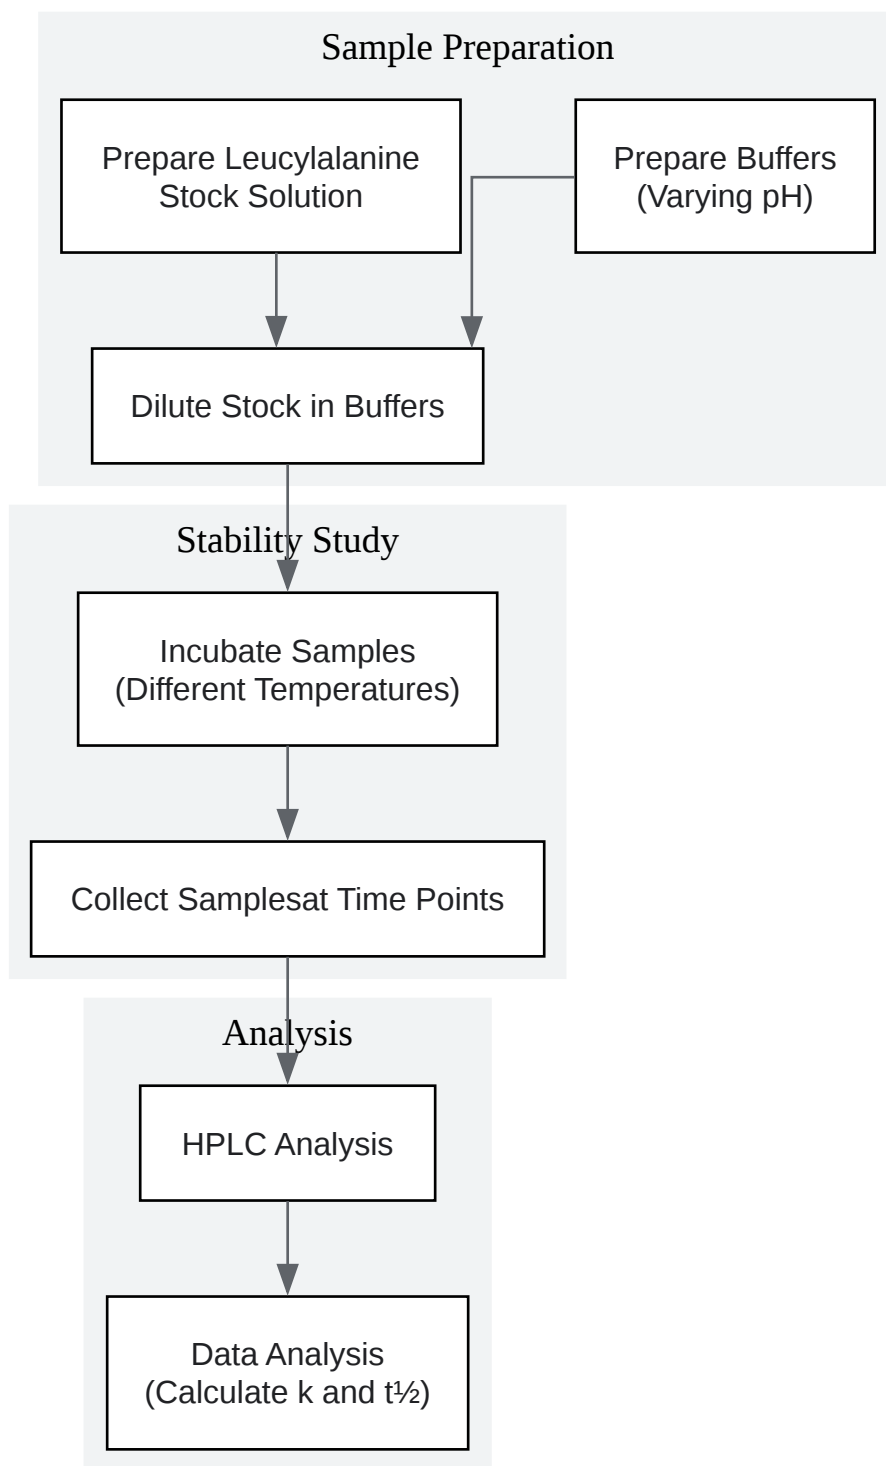 Sample Preparation
Prepare Leucylalanine
Stock Solution
Prepare Buffers
(Varying pH)
Dilute Stock in Buffers
Stability Study
Incubate Samples
(Different Temperatures)
Collect Samplesat Time Points
Analysis
HPLC Analysis
Data Analysis
(Calculate k and t½)